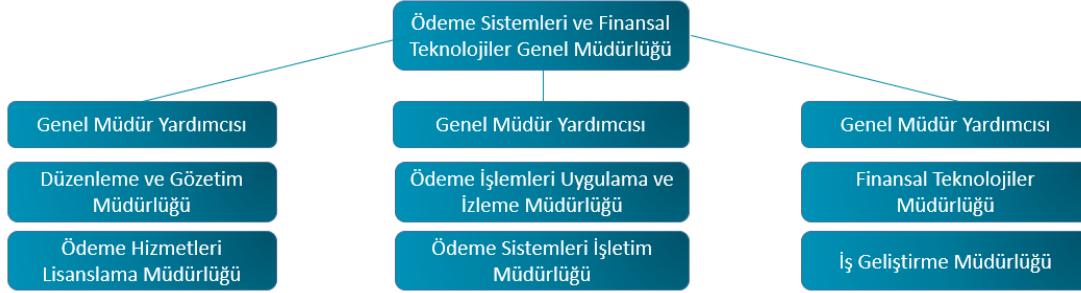 Ödeme Sistemleri ve Finansal
Teknolojiler Genel Müdürlüğü
Genel Müdür Yardımcısı
Genel Müdür Yardımcısı
Genel Müdür Yardımcısı
Düzenleme ve Gözetim
Müdürlüğü
Ödeme İşlemleri Uygulama ve
İzleme Müdürlüğü
Finansal Teknolojiler
Müdürlüğü
Ödeme Hizmetleri
Lisanslama Müdürlüğü
Ödeme Sistemleri İşletim
Müdürlüğü
İş Geliştirme Müdürlüğü